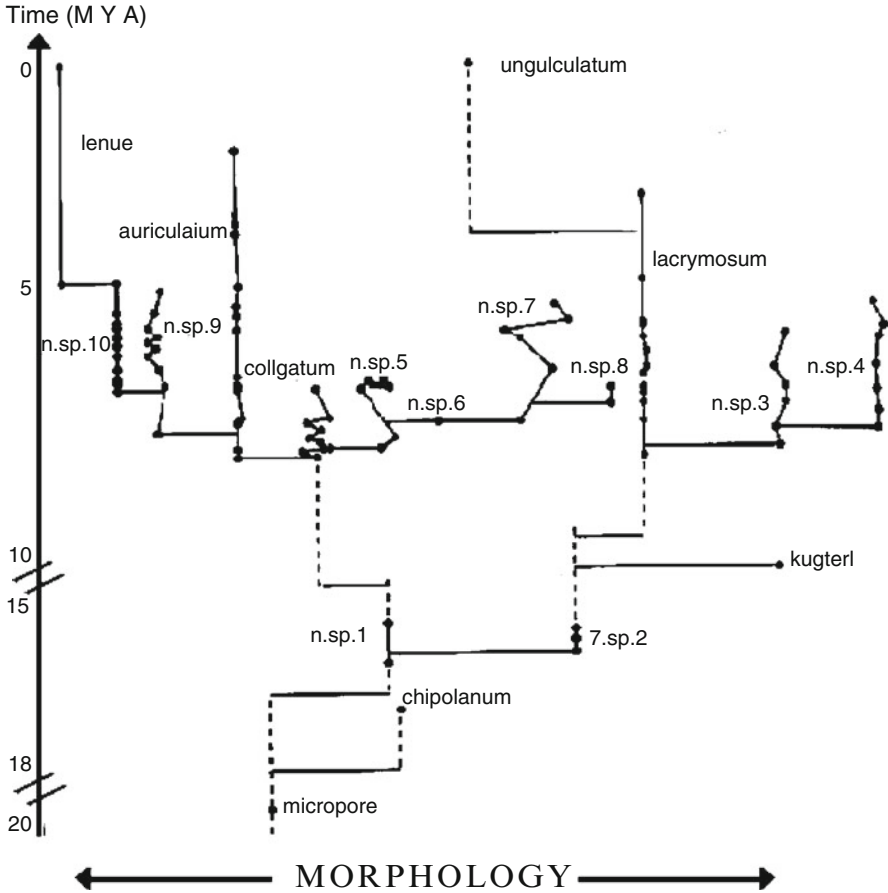 Time (M Y A)
0
ungulculatum
lenue
auriculaium
lacrymosum
5
n.sp.10
n.sp.9
n.sp.7
collgatum
n.sp.5
n.sp.8
n.sp.4
n.sp.6
n.sp.3
10
kugterl
15
n.sp.1
7.sp.2
chipolanum
18
micropore
20
MORPHOLOGY